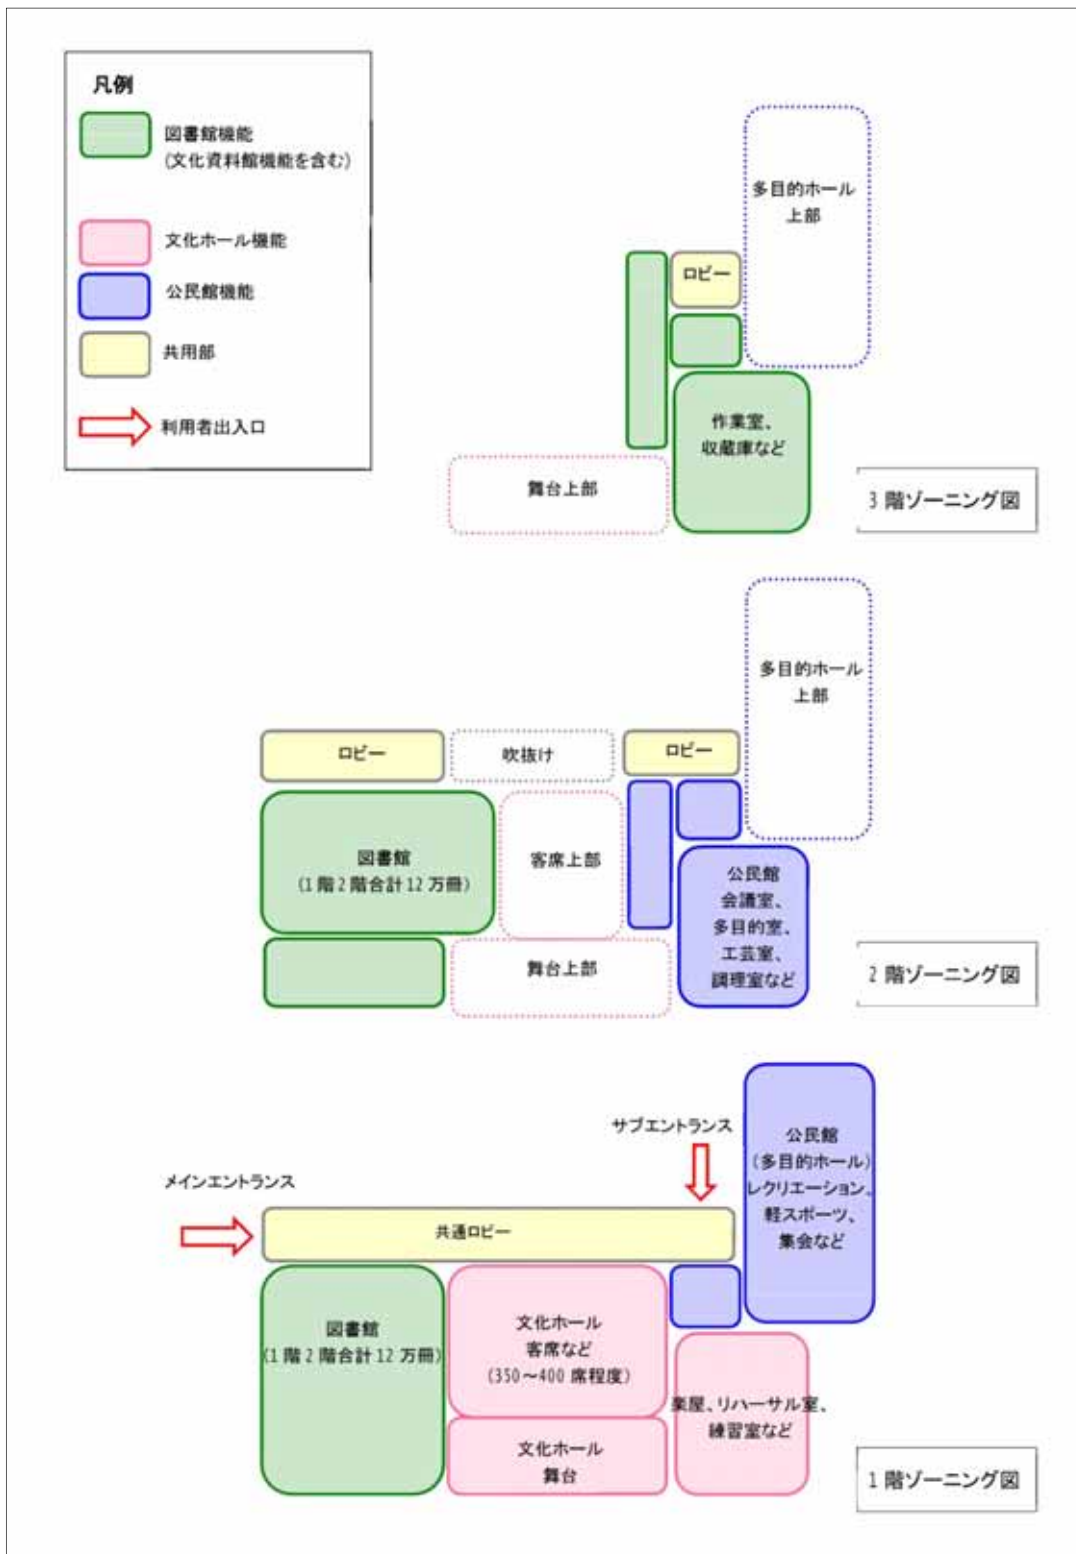 凡例
図書館機能
(文化資料館機能を含む)
文化ホール機能
公民館機能
共用部
利用者出入口
多目的ホール
上部
ロビー
作業室、
収蔵庫など
舞台上部
3 階ゾーニング図
多目的ホール
上部
ロビー
吹抜け
ロビー
図書館
(1 階 2 階合計 12 万冊)
客席上部
公民館
会議室、
多目的室、
工芸室、
調理室など
舞台上部
2 階ゾーニング図
サブエントランス
メインエントランス
公民館
(多目的ホール)
レクリエーション、
軽スポーツ、
集会など
共通ロビー
図書館
(1 階 2 階合計 12 万冊)
文化ホール
客席など
(350～400 席程度)
楽屋、リハーサル室、
練習室など
文化ホール
舞台
1 階ゾーニング図